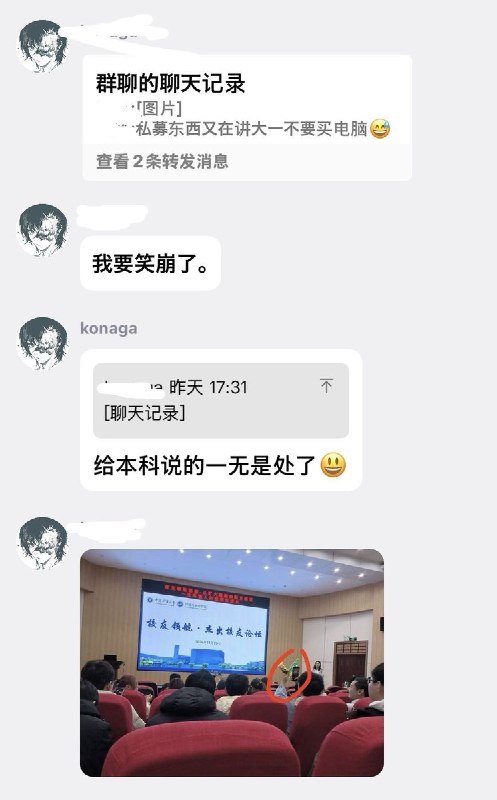 群聊的聊天记录
[图片]
私募东西又在讲大一不要买电脑😅
查看2条转发消息
我要笑崩了。
konaga
昨天 17:31
[聊天记录]
给本科说的一无是处了😃
校友领航·杰出校友论坛